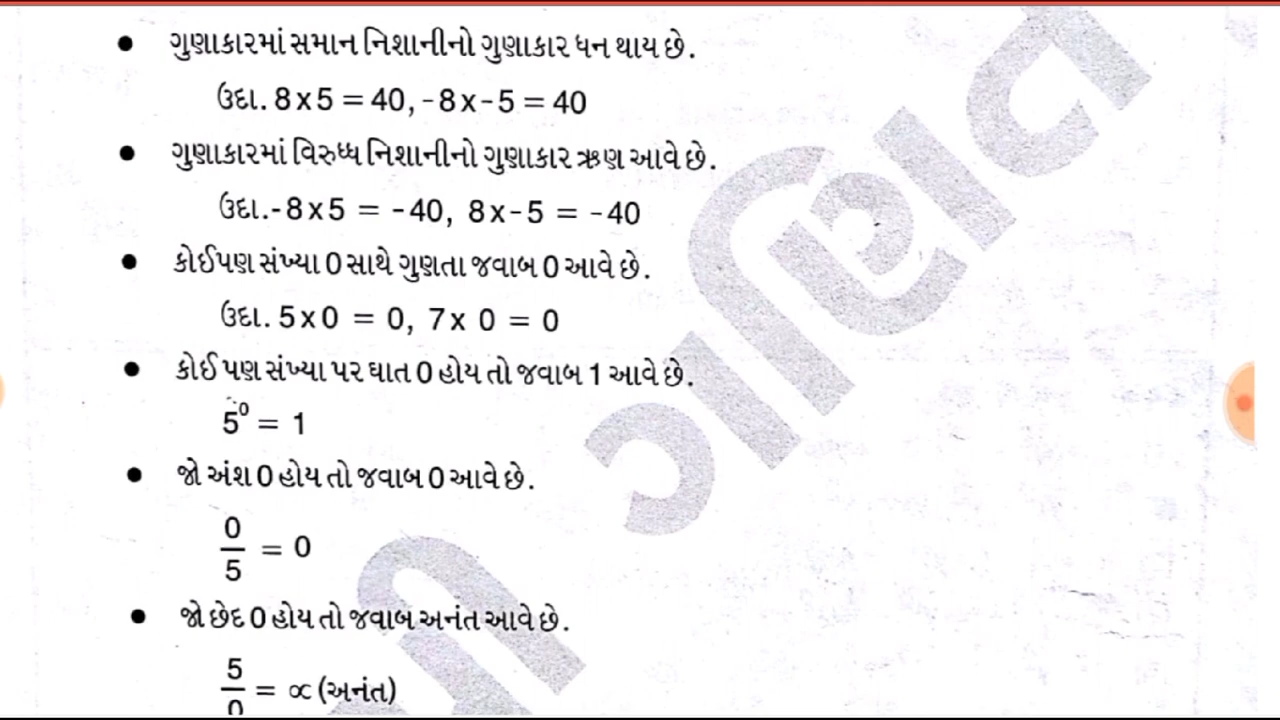 • ગુણાકારમાં સમાન નિશાનીનો ગુણાકાર ધન થાય છે.
ઉદા. 8 x 5 = 40, -8 x -5 = 40
• ગુણાકારમાં વિરુધ્ધ નિશાનીનો ગુણાકાર ઋણ આવે છે.
ઉદા. -8 x 5 = -40, 8 x -5 = -40
• કોઈપણ સંખ્યા 0 સાથે ગુણતા જવાબ 0 આવે છે.
ઉદા. 5 x 0 = 0, 7 x 0 = 0
• કોઈ પણ સંખ્યા પર ઘાત 0 હોય તો જવાબ 1 આવે છે.
5⁰ = 1
• જો અંશ 0 હોય તો જવાબ 0 આવે છે.
0/5 = 0
• જો છેદ 0 હોય તો જવાબ અનંત આવે છે.
5/0 = ∝ (અનંત)